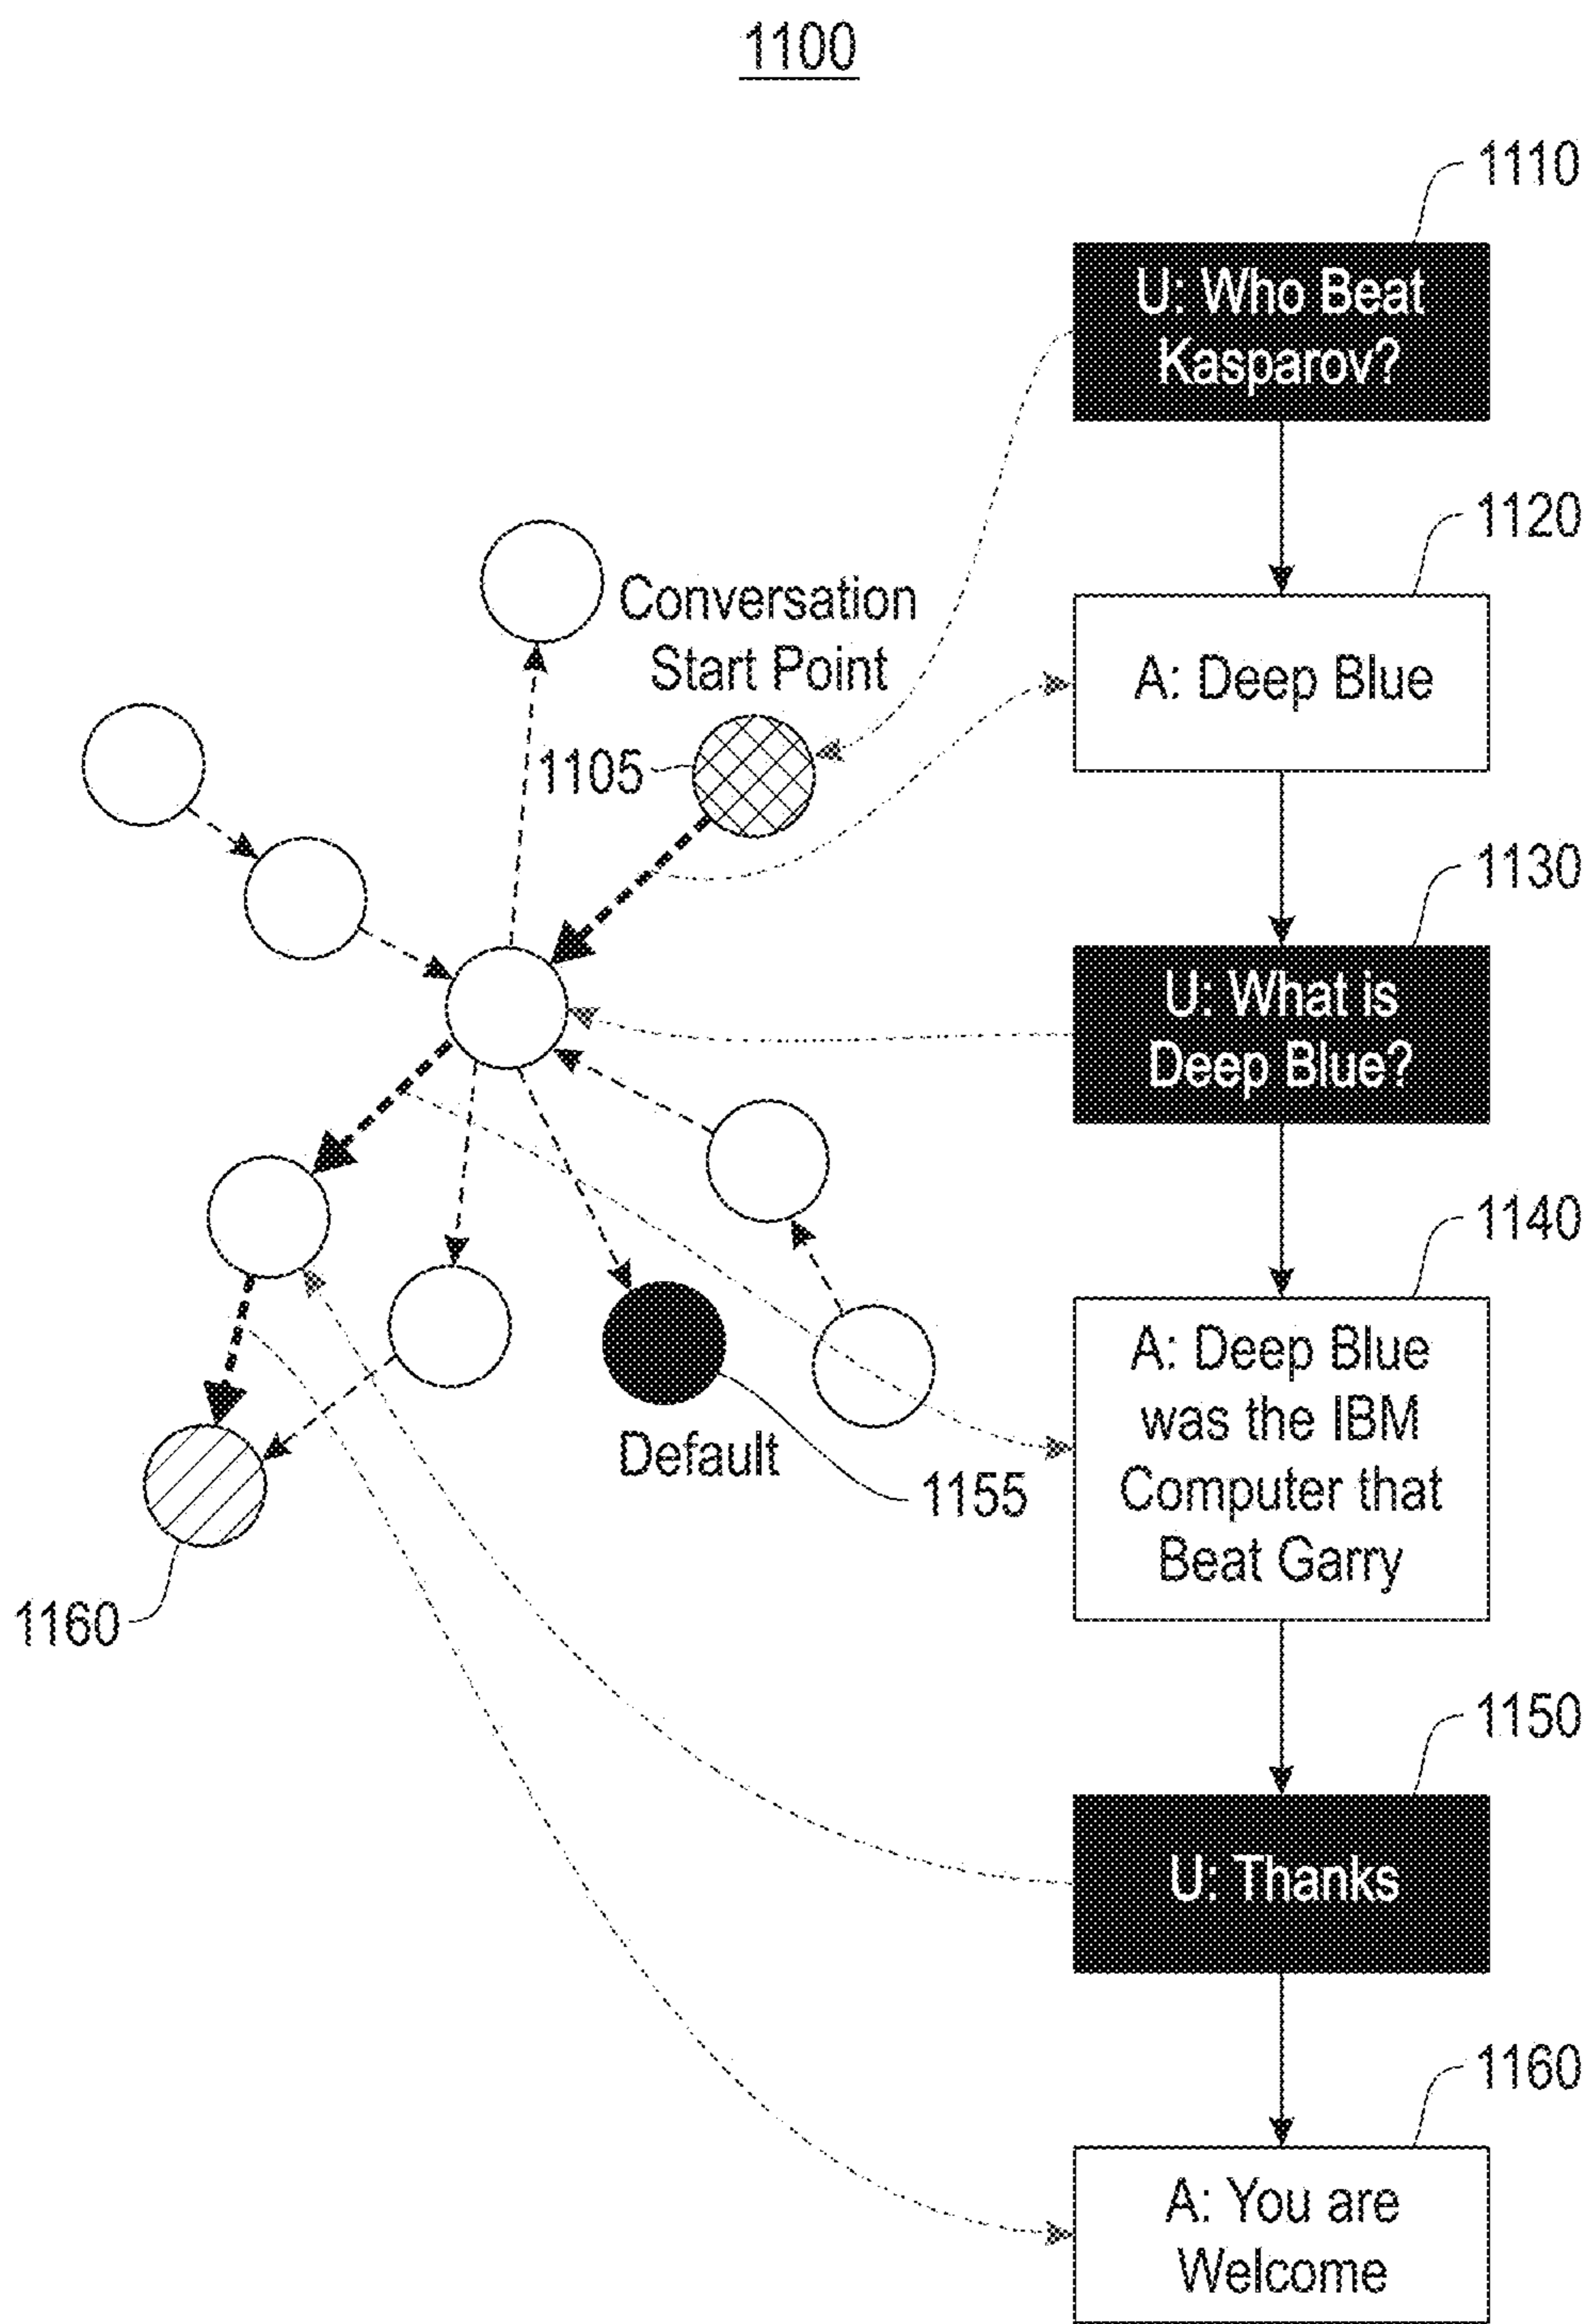 1100
1110
U: Who Beat
Kasparov?
1120
Conversation
Start Point
A: Deep Blue
1105
1130
U: What is
Deep Blue?
1140
A: Deep Blue
was the IBM
Computer that
Beat Garry
Default
1155
1160
1150
U: Thanks
1160
A: You are
Welcome